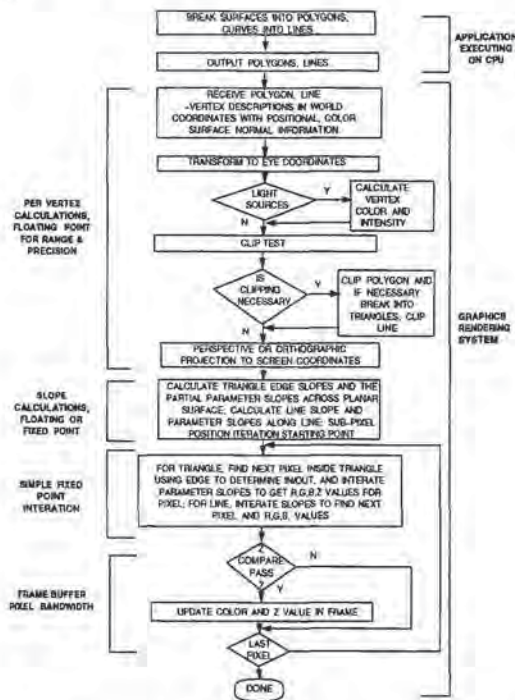 BREAK SURFACES INTO POLYGONS,
CURVES INTO LINES
OUTPUT POLYGONS, LINES
APPLICATION
EXECUTING
ON CPU
RECEIVE POLYGON, LINE
-VERTEX DESCRIPTIONS IN WORLD
COORDINATES WITH POSITIONAL, COLOR
SURFACE NORMAL INFORMATION
TRANSFORM TO EYE COORDINATES
LIGHT
SOURCES
Y
N
CALCULATE
VERTEX
COLOR AND
INTENSITY
CLIP TEST
IS
CLIPPING
NECESSARY
Y
N
CLIP POLYGON AND
IF NECESSARY
BREAK INTO
TRIANGLES, CLIP
LINE
PERSPECTIVE OR ORTHOGRAPHIC
PROJECTION TO SCREEN COORDINATES
PER VERTEX
CALCULATIONS,
FLOATING POINT
FOR RANGE &
PRECISION
GRAPHICS
RENDERING
SYSTEM
CALCULATE TRIANGLE EDGE SLOPES AND THE
PARTIAL PARAMETER SLOPES ACROSS PLANAR
SURFACE; CALCULATE LINE SLOPE AND
PARAMETER SLOPES ALONG LINE; SUB-PIXEL
POSITION ITERATION STARTING POINT
SLOPE
CALCULATIONS,
FLOATING OR
FIXED POINT
FOR TRIANGLE, FIND NEXT PIXEL INSIDE TRIANGLE
USING EDGE TO DETERMINE IN/OUT, AND INTERATE
PARAMETER SLOPES TO GET R,G,B,Z VALUES FOR
PIXEL; FOR LINE, INTERATE SLOPES TO FIND NEXT
PIXEL AND R,G,B, VALUES
SIMPLE FIXED
POINT
INTERATION
Z
COMPARE
PASS
?
N
Y
UPDATE COLOR AND Z VALUE IN FRAME
FRAME BUFFER
PIXEL BANDWIDTH
LAST
PIXEL
DONE